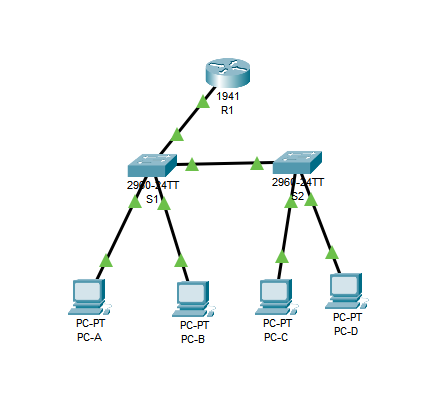 1941
R1
2960-24TT
S1
2960-24TT
S2
PC-PT
PC-A
PC-PT
PC-B
PC-PT
PC-C
PC-PT
PC-D